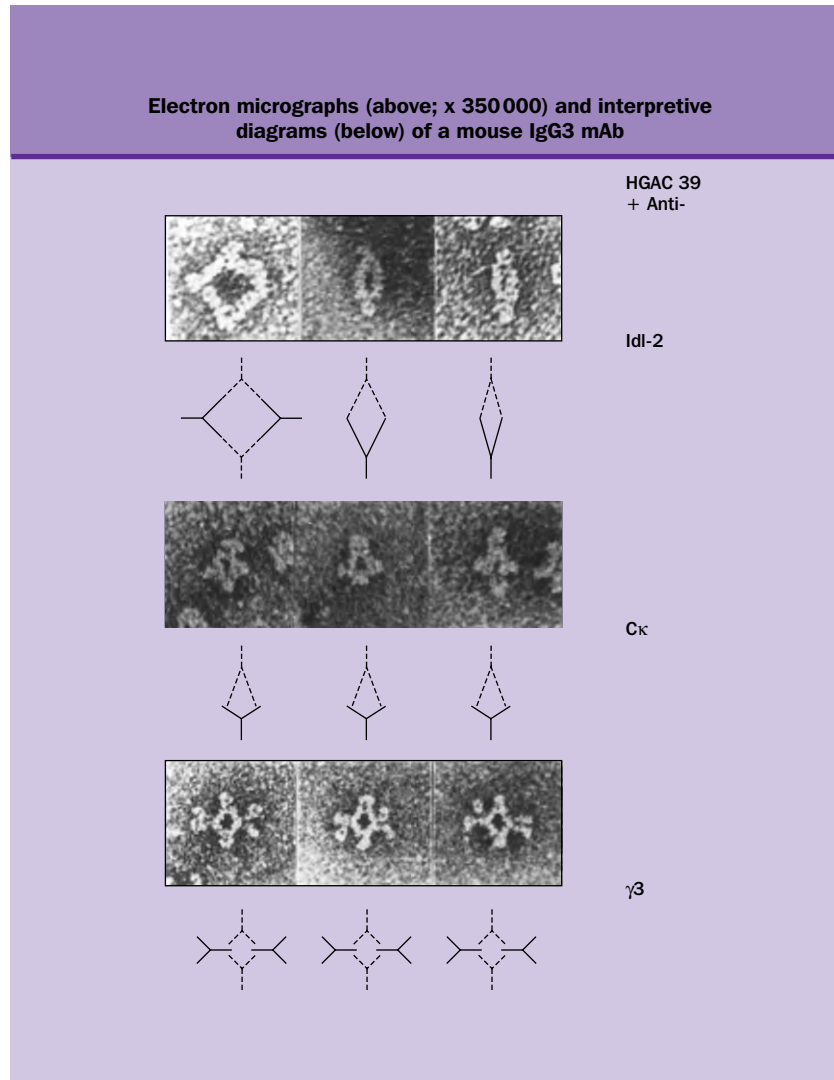 Electron micrographs (above; x 350 000) and interpretive
diagrams (below) of a mouse IgG3 mAb
HGAC 39
+ Anti-
IdI-2
Cκ
γ3